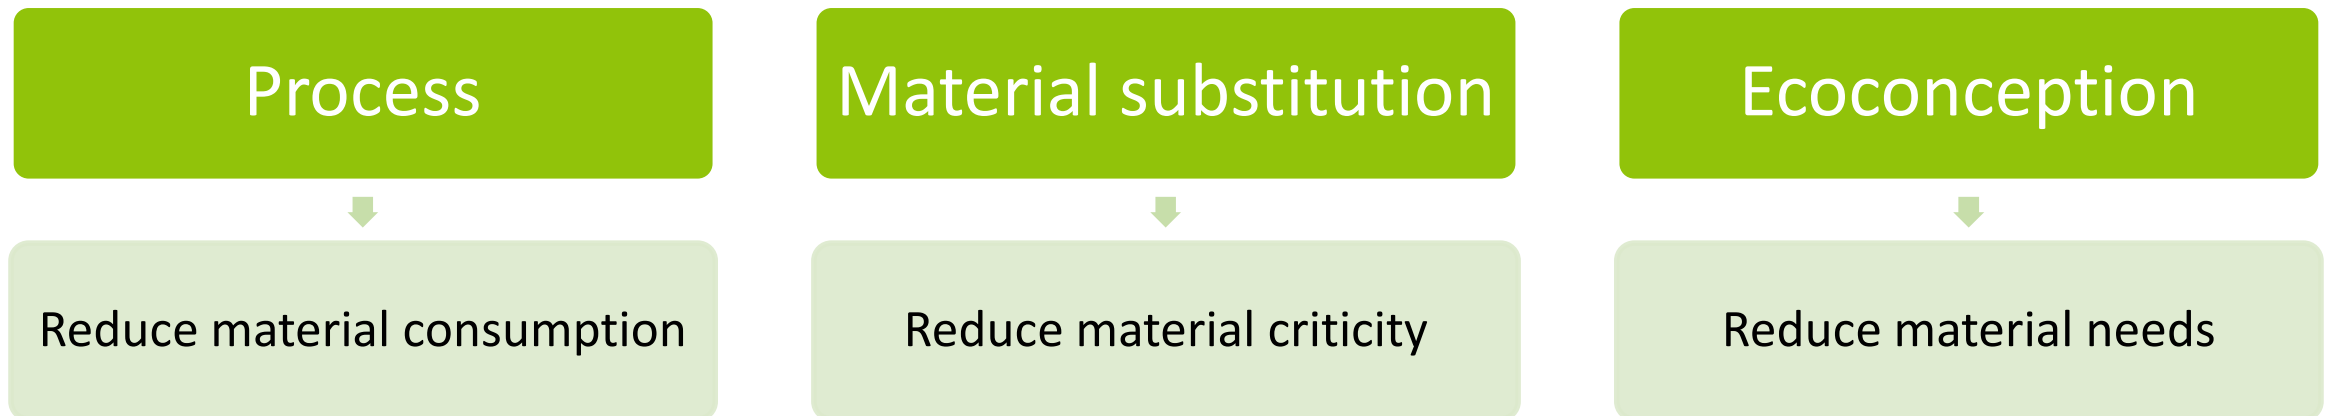 Process
Material substitution
Ecoconception
Reduce material consumption
Reduce material criticity
Reduce material needs